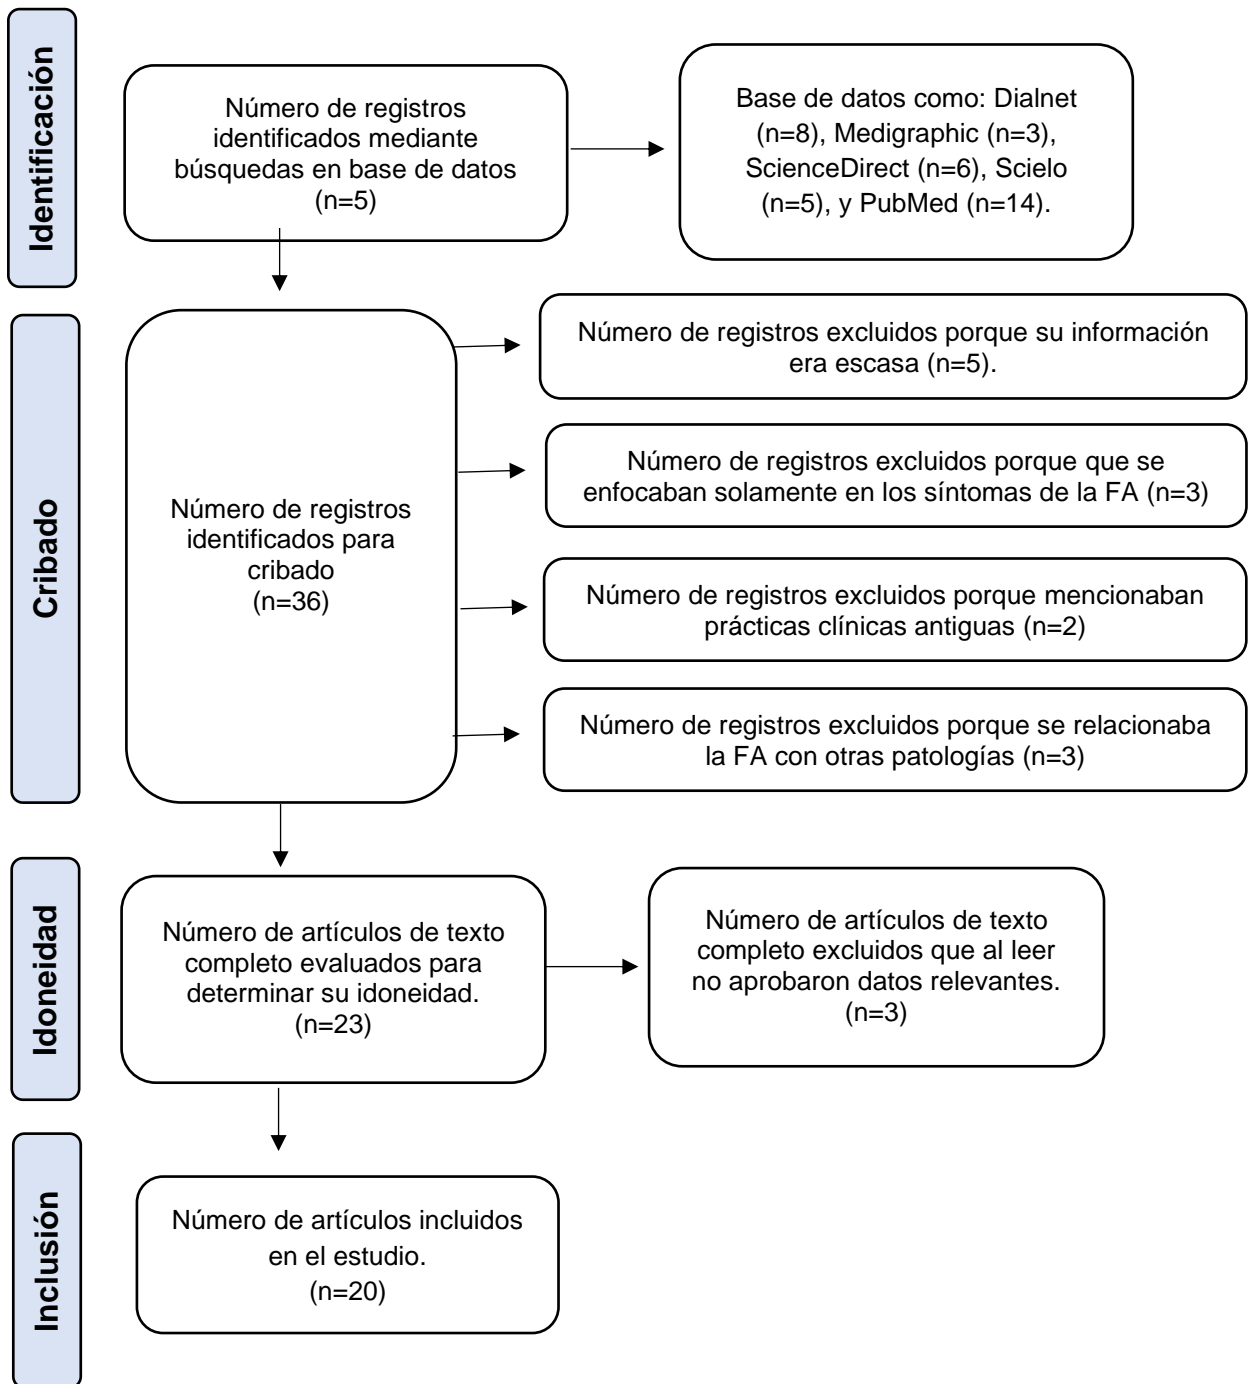 Identificación
Número de registros
identificados mediante
búsquedas en base de datos
(n=5)
Base de datos como: Dialnet
(n=8), Medigraphic (n=3),
ScienceDirect (n=6), Scielo
(n=5), y PubMed (n=14).
Cribado
Número de registros
identificados para
cribado
(n=36)
Número de registros excluidos porque su información
era escasa (n=5).
Número de registros excluidos porque que se
enfocaban solamente en los síntomas de la FA (n=3)
Número de registros excluidos porque mencionaban
prácticas clínicas antiguas (n=2)
Número de registros excluidos porque se relacionaba
la FA con otras patologías (n=3)
Idoneidad
Número de artículos de texto
completo evaluados para
determinar su idoneidad.
(n=23)
Número de artículos de texto
completo excluidos que al leer
no aprobaron datos relevantes.
(n=3)
Inclusión
Número de artículos incluidos
en el estudio.
(n=20)